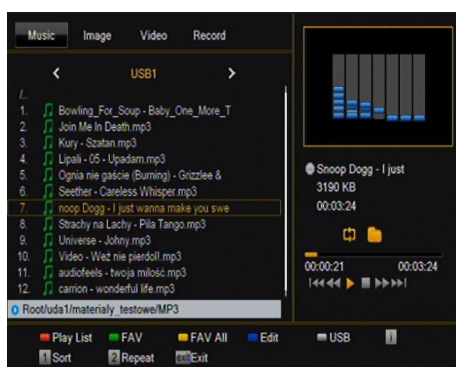 Music Image Video Record
< USB1 >
/..
1. Bowling_For_Soup - Baby_One_More_T
2. Join Me In Death.mp3
3. Kury - Szatan.mp3
4. Lipali - 05 - Upadam.mp3
5. Ognia nie gaście (Burning) - Grizzlee &
6. Seether - Careless Whisper.mp3
7. noop Dogg - I just wanna make you swe
8. Strachy na Lachy - Pila Tango.mp3
9. Universe - Johny.mp3
10. Video - Weź nie pierdol!.mp3
11. audiofeels - twoja miłość.mp3
12. carrion - wonderful life.mp3
Root/uda1/materialy_testowe/MP3
Snoop Dogg - I just
3190 KB
00:03:24
00:00:21 00:03:24
Play List FAV FAV All Edit USB i
1 Sort 2 Repeat exit Exit